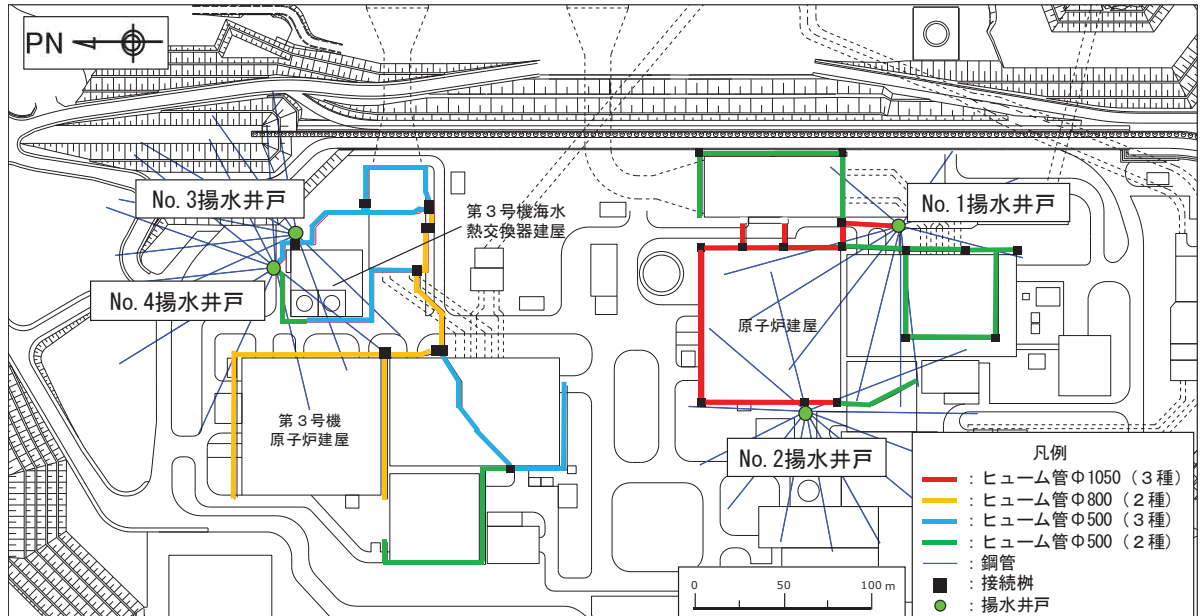 PN
No.3揚水井戸
第3号機海水
熱交換器建屋
No.1揚水井戸
No.4揚水井戸
原子炉建屋
第3号機
原子炉建屋
No.2揚水井戸
凡例
：ヒューム管Φ1050（3種）
：ヒューム管Φ800（2種）
：ヒューム管Φ500（3種）
：ヒューム管Φ500（2種）
：鋼管
：接続桝
：揚水井戸
0 50 100 m